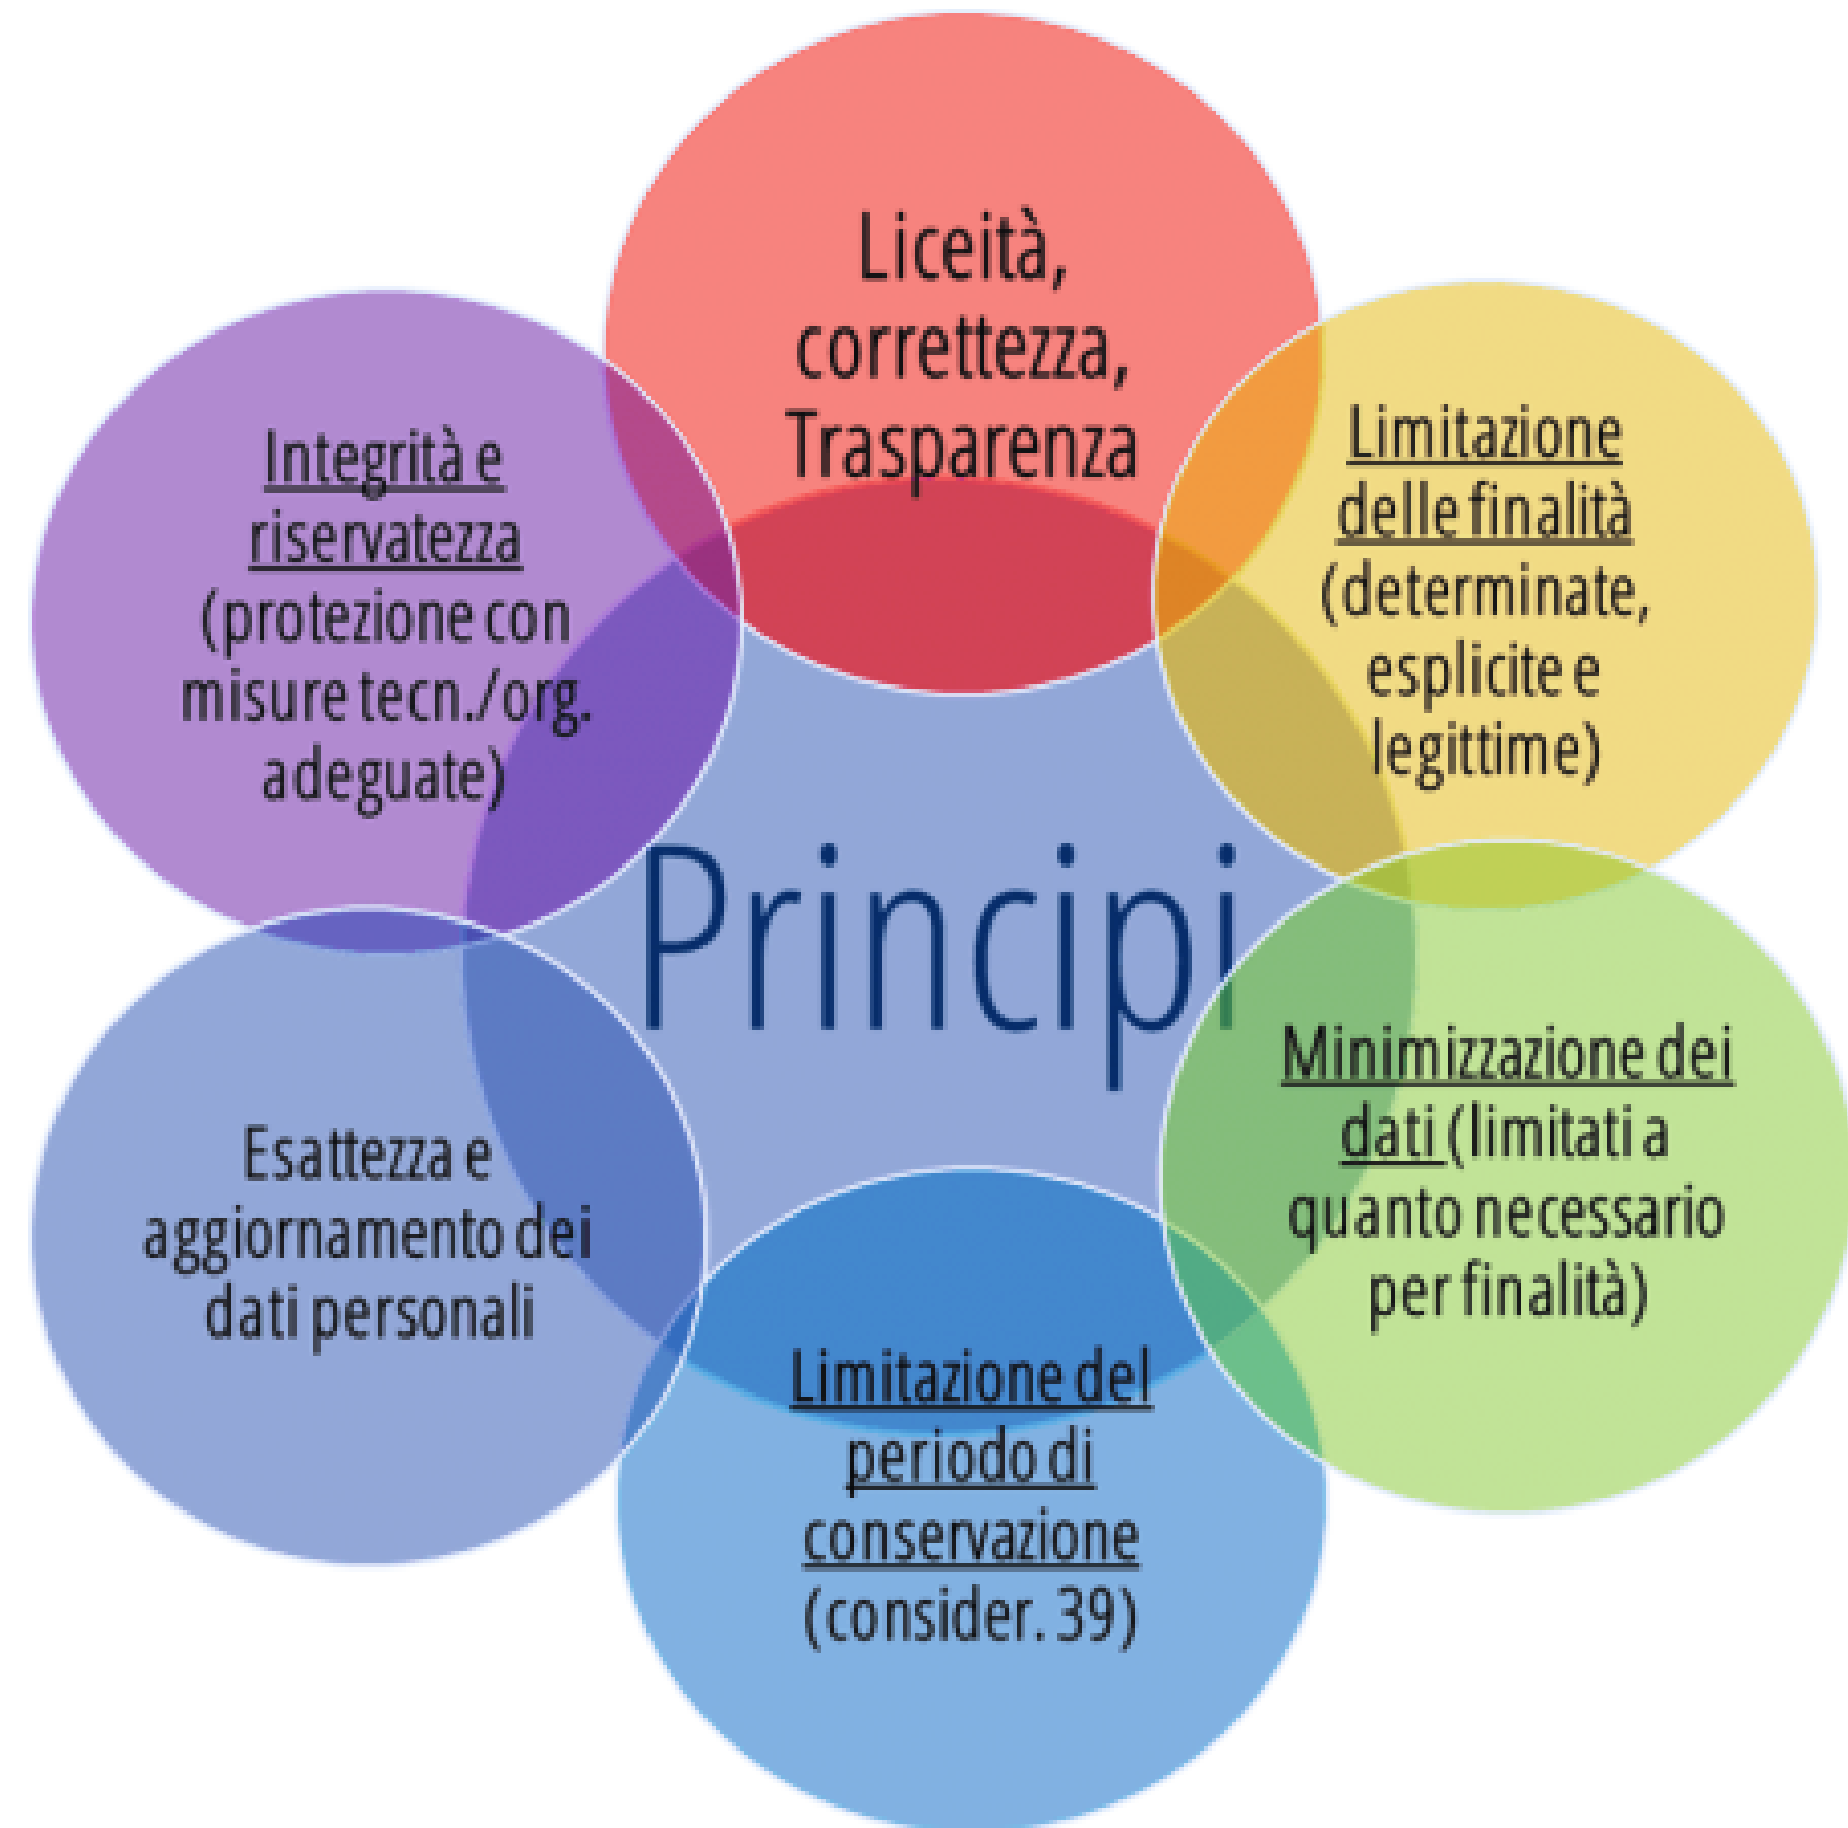 Liceità,
correttezza,
Trasparenza
Limitazione
delle finalità
(determinate,
esplicite e
legittime)
Minimizzazione dei
dati (limitati a
quanto necessario
per finalità)
Limitazione del
periodo di
conservazione
(consider. 39)
Esattezza e
aggiornamento dei
dati personali
Integrità e
riservatezza
(protezione con
misure tecn./org.
adeguate)
Principi